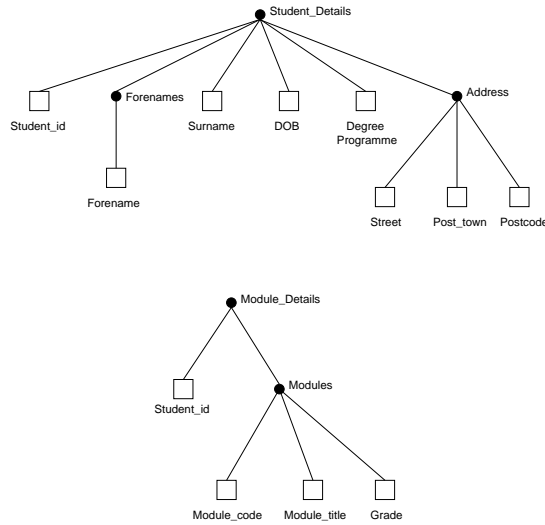 Student_Details
Forenames
Address
Student_id
Surname
DOB
Degree
Programme
Forename
Street
Post_town
Postcode
Module_Details
Modules
Student_id
Module_code
Module_title
Grade